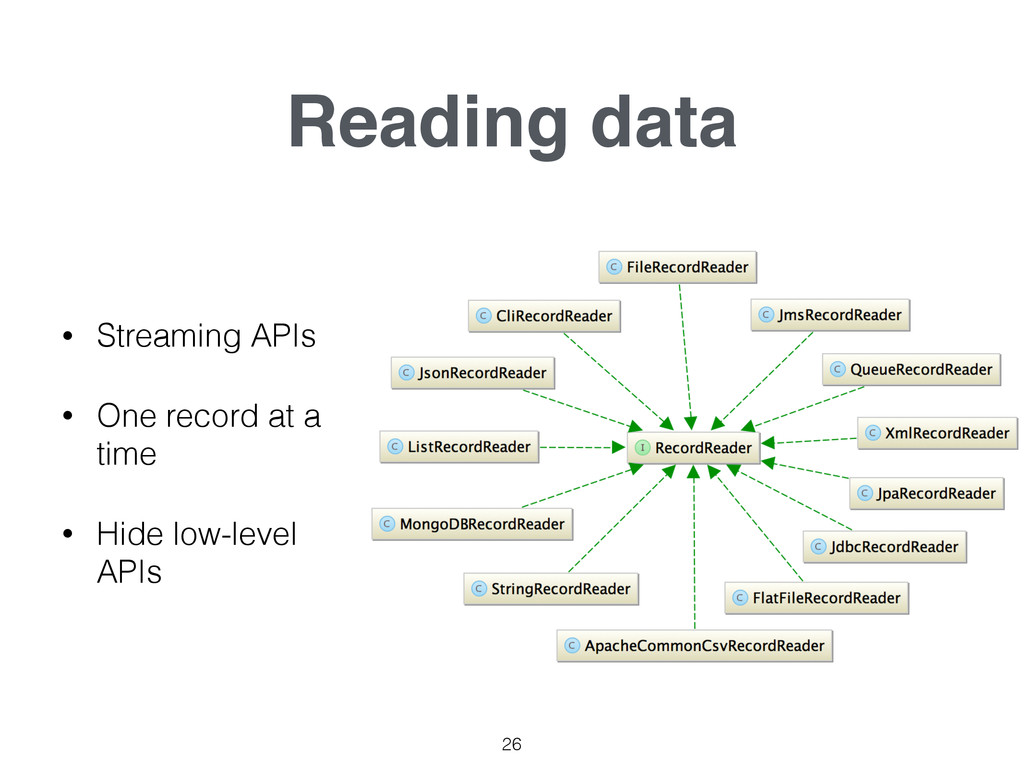 Reading data
• Streaming APIs
• One record at a
time
• Hide low-level
APIs
C FileRecordReader
C CliRecordReader
C JmsRecordReader
C JsonRecordReader
C QueueRecordReader
C ListRecordReader
I RecordReader
C XmlRecordReader
C JpaRecordReader
C MongoDBRecordReader
C JdbcRecordReader
C StringRecordReader
C FlatFileRecordReader
C ApacheCommonCsvRecordReader
26